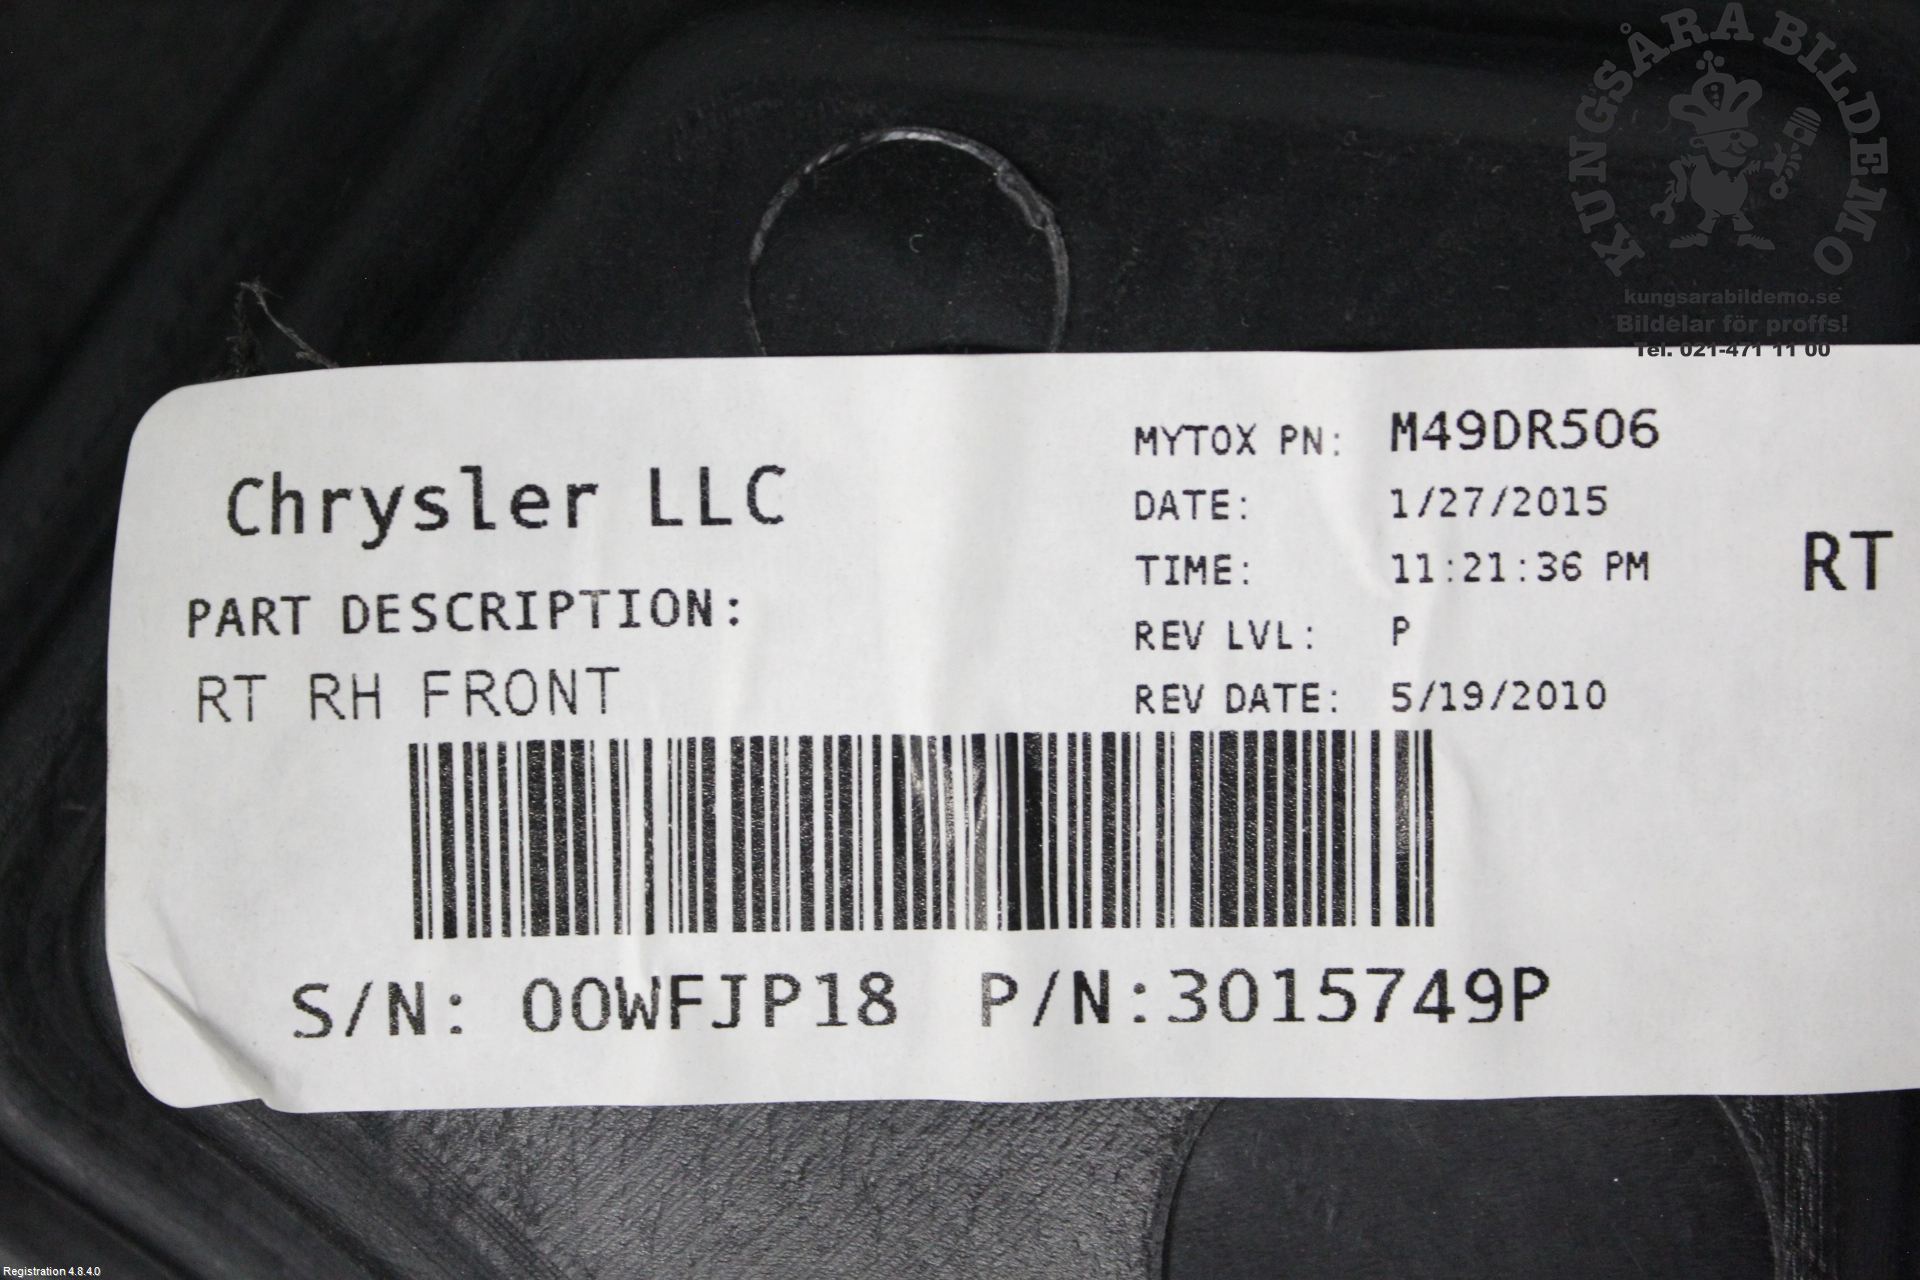 KUNGSÅRA BILDEMO
kungsarabildemo.se
Bildelar för proffs!
Tel. 021-471 11 00
Chrysler LLC
PART DESCRIPTION:
RT RH FRONT
MYTOX PN: M49DR506
DATE: 1/27/2015
TIME: 11:21:36 PM
REV LVL: P
REV DATE: 5/19/2010
RT
S/N: 00WFJP18 P/N:3015749P
Registration 4.8.4.0